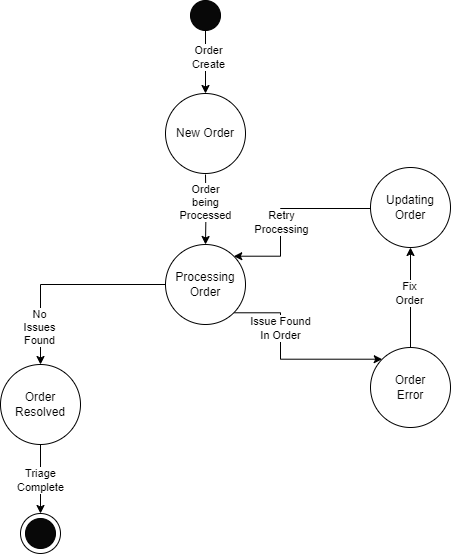 Order
Create
New Order
Order
being
Processed
Updating
Order
Retry
Processing
Processing
Order
Fix
Order
No
Issues
Found
Issue Found
In Order
Order
Error
Order
Resolved
Triage
Complete